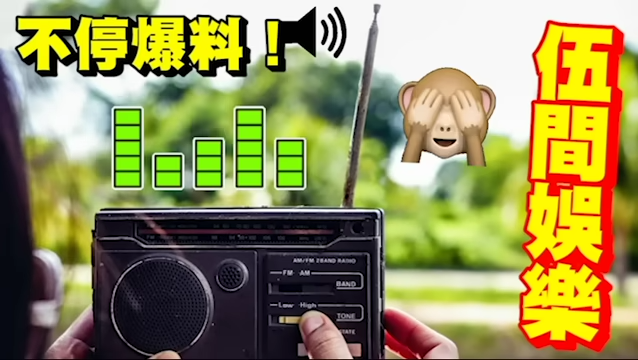 不停爆料！
伍間娛樂
AM/FM 2 BAND RADIO
FM AM
BAND
Low High
TONE
STATE